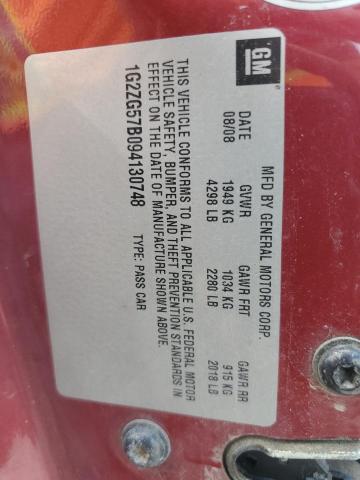 GM
MFD BY GENERAL MOTORS CORP.
DATE GVWR GAWR FRT GAWR RR
08/08 1949 KG 1034 KG 915 KG
4298 LB 2280 LB 2018 LB
THIS VEHICLE CONFORMS TO ALL APPLICABLE U.S. FEDERAL MOTOR
VEHICLE SAFETY, BUMPER, AND THEFT PREVENTION STANDARDS IN
EFFECT ON THE DATE OF MANUFACTURE SHOWN ABOVE.
1G2ZG57B094130748 TYPE: PASS CAR